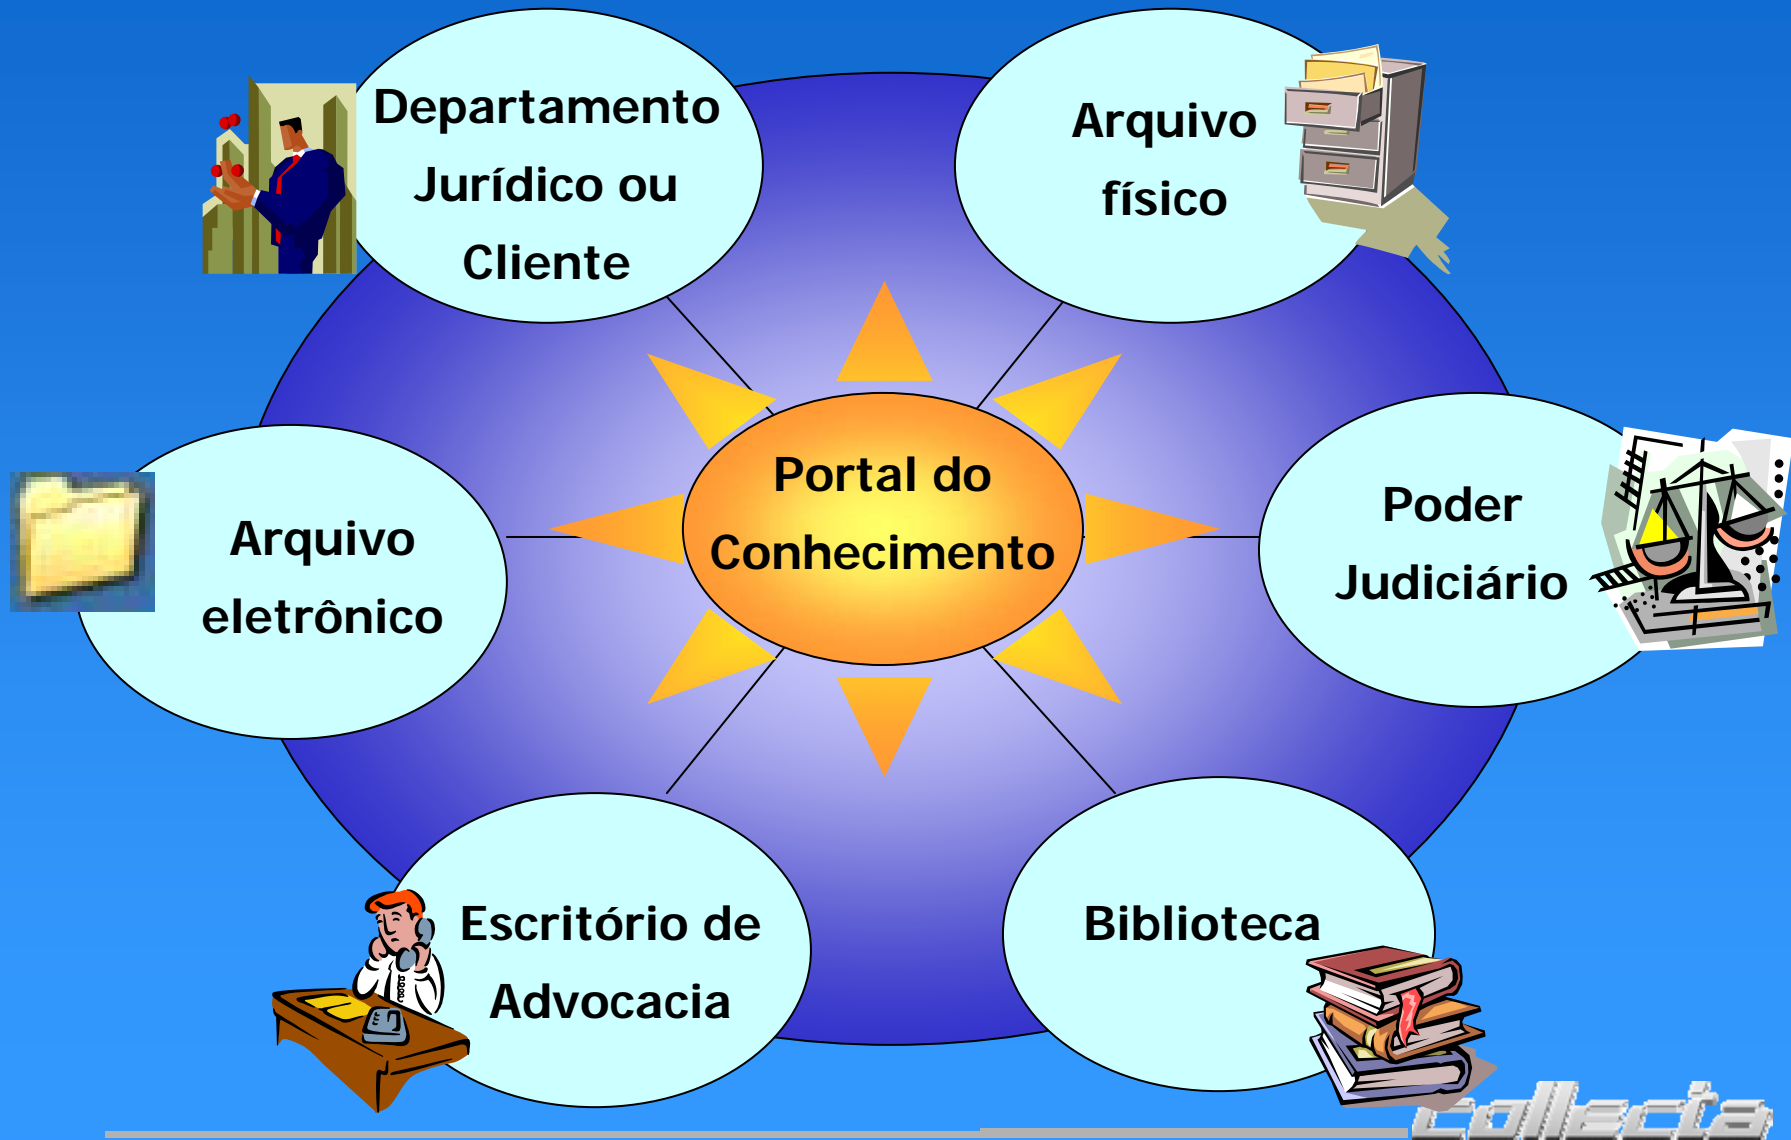 Departamento
Jurídico ou
Cliente
Arquivo
físico
Portal do
Conhecimento
Arquivo
eletrônico
Poder
Judiciário
Escritório de
Advocacia
Biblioteca
collecta